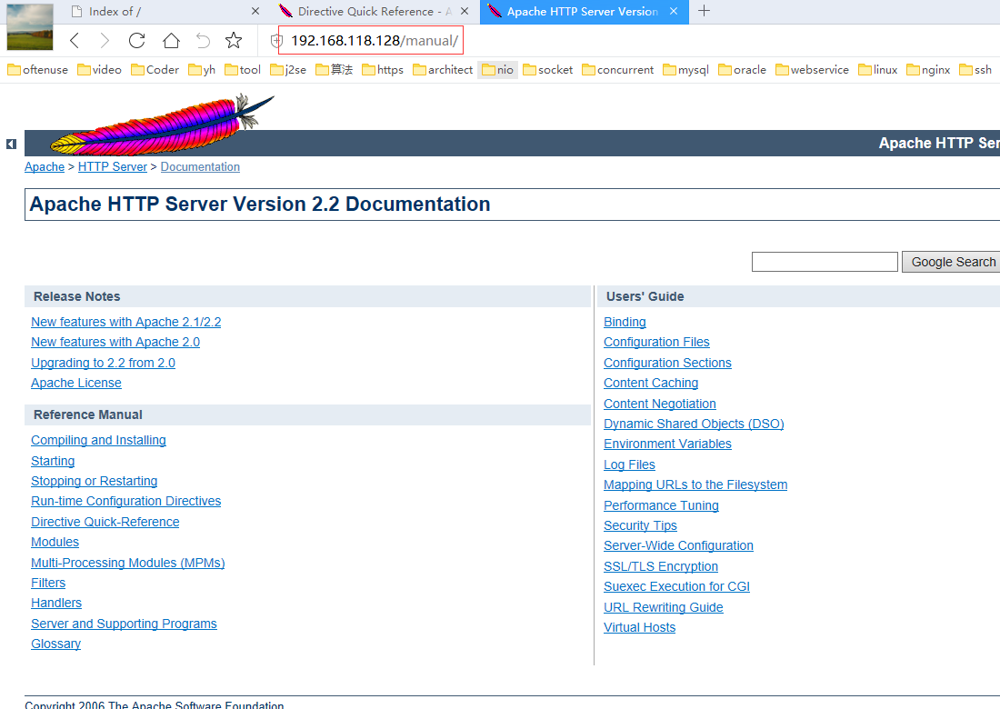 Index of /
Directive Quick Reference - A
Apache HTTP Server Version
192.168.118.128/manual/
oftenuse video Coder yh tool j2se 算法 https architect nio socket concurrent mysql oracle webservice linux nginx ssh
Apache HTTP Ser
Apache > HTTP Server > Documentation
Apache HTTP Server Version 2.2 Documentation
Google Search
Release Notes
New features with Apache 2.1/2.2
New features with Apache 2.0
Upgrading to 2.2 from 2.0
Apache License
Reference Manual
Compiling and Installing
Starting
Stopping or Restarting
Run-time Configuration Directives
Directive Quick-Reference
Modules
Multi-Processing Modules (MPMs)
Filters
Handlers
Server and Supporting Programs
Glossary
Users' Guide
Binding
Configuration Files
Configuration Sections
Content Caching
Content Negotiation
Dynamic Shared Objects (DSO)
Environment Variables
Log Files
Mapping URLs to the Filesystem
Performance Tuning
Security Tips
Server-Wide Configuration
SSL/TLS Encryption
Suexec Execution for CGI
URL Rewriting Guide
Virtual Hosts
Copyright 2006 The Apache Software Foundation